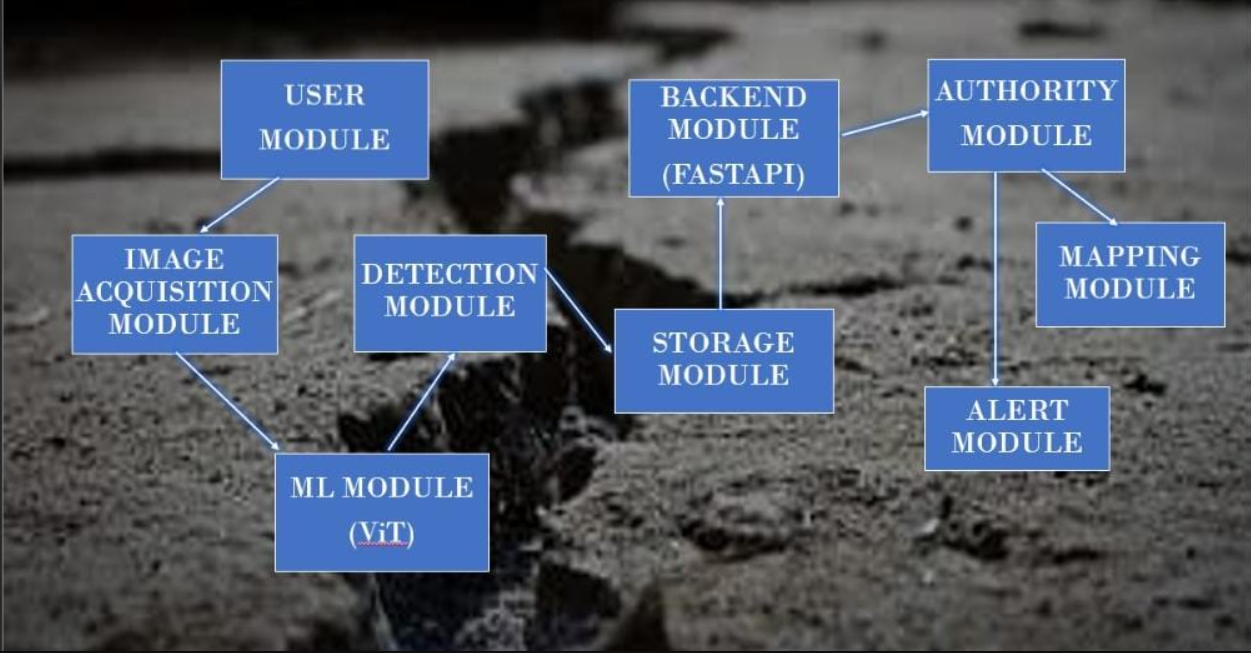 USER
MODULE
IMAGE
ACQUISITION
MODULE
ML MODULE
(ViT)
DETECTION
MODULE
STORAGE
MODULE
BACKEND
MODULE
(FASTAPI)
AUTHORITY
MODULE
MAPPING
MODULE
ALERT
MODULE